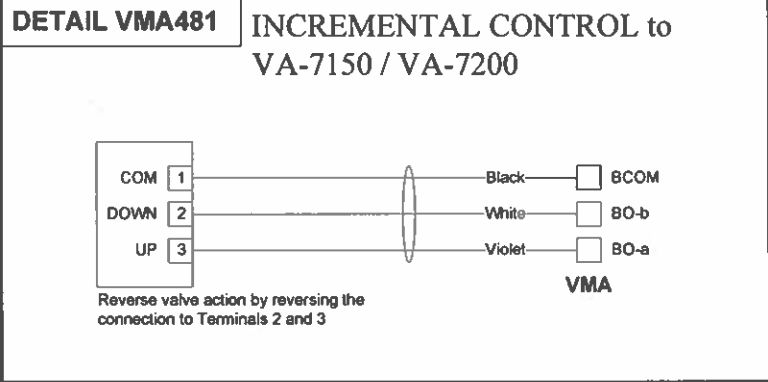 DETAIL VMA481
INCREMENTAL CONTROL to
VA-7150 / VA-7200
COM 1 Black BCOM
DOWN 2 White BO-b
UP 3 Violet BO-a
VMA
Reverse valve action by reversing the
connection to Terminals 2 and 3